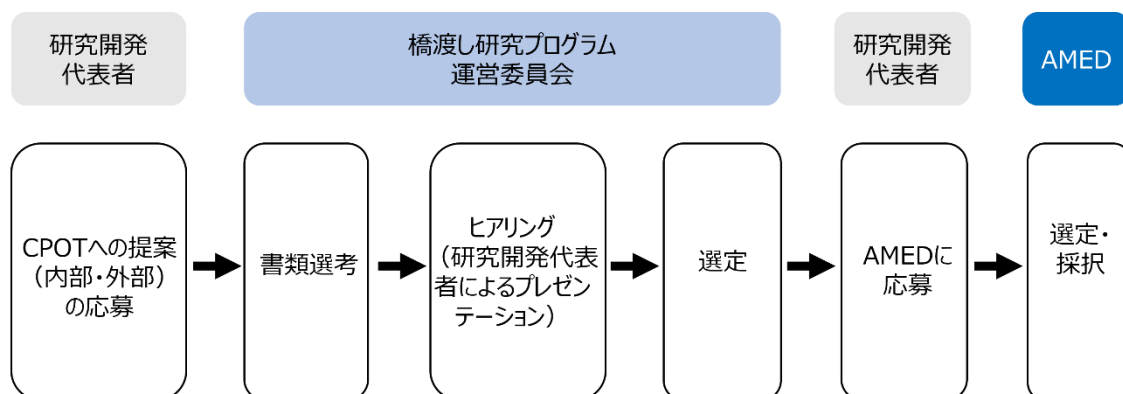 研究開発
代表者
橋渡し研究プログラム
運営委員会
研究開発
代表者
AMED
CPOTへの提案
（内部・外部）
の応募
書類選考
ヒアリング
（研究開発代表
者によるプレゼン
テーション）
選定
AMEDに
応募
選定・
採択